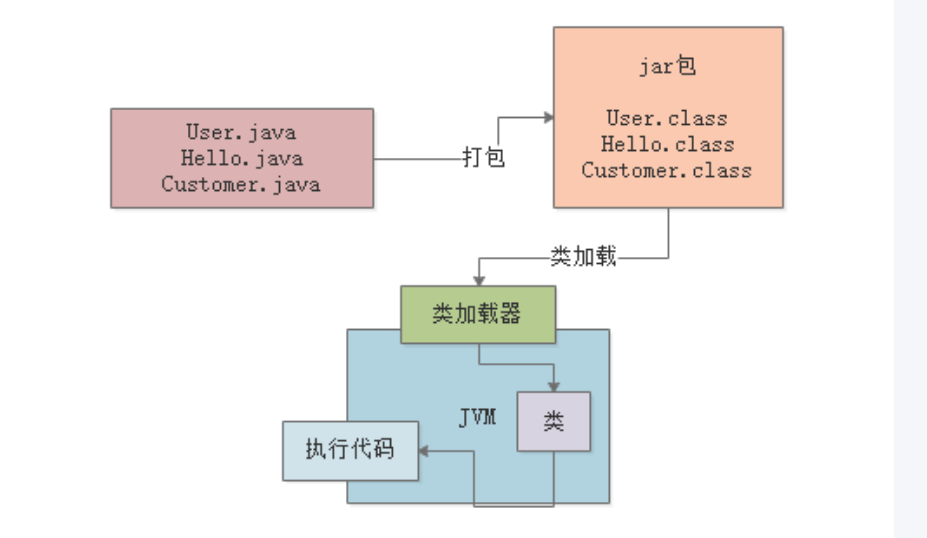 jar包
User.class
Hello.class
Customer.class
User.java
Hello.java
Customer.java
打包
类加载
类加载器
JVM
类
执行代码